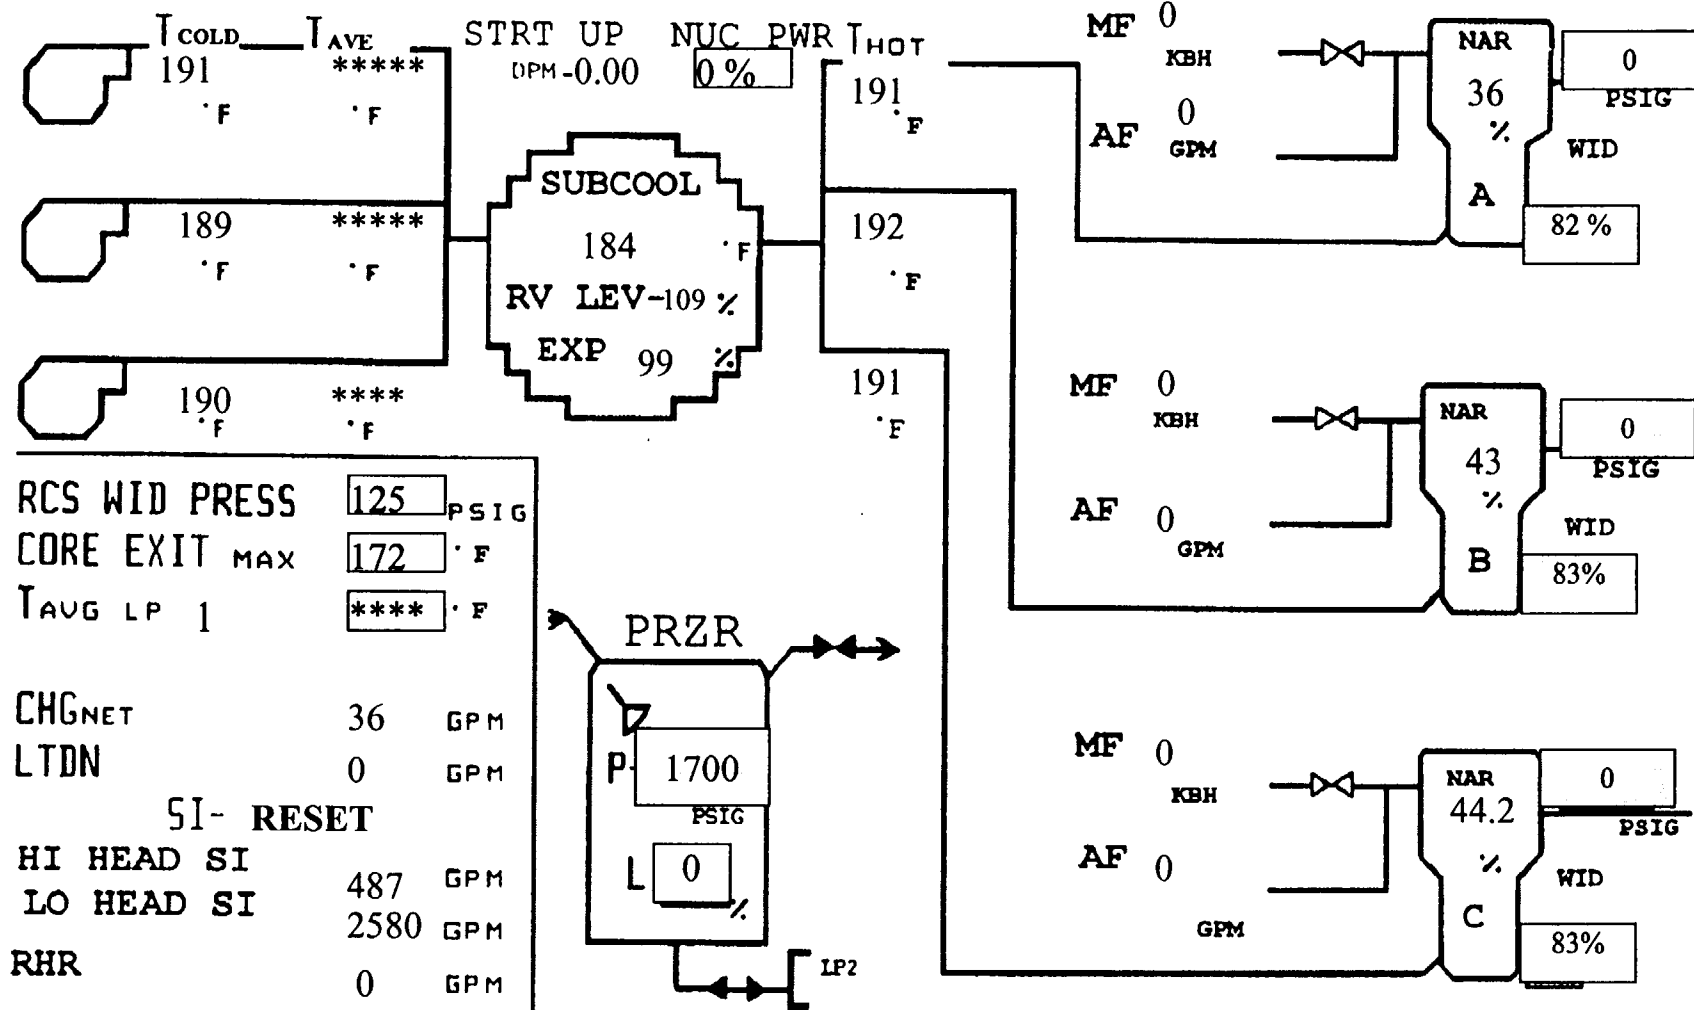 TCOLD TAVE STRT UP NUC PWR THOT
191 ***** DPM -0.00 0 % 191
°F °F °F
SUBCOOL
189 ***** 184 °F 192
°F °F °F
RV LEV-109 %
EXP 99 %
190 **** 191
°F °F °F
RCS WID PRESS 125 PSIG
CORE EXIT MAX 172 °F
TAVG LP 1 **** °F
CHGNET 36 GPM
LTDN 0 GPM
SI- RESET
HI HEAD SI 487 GPM
LO HEAD SI 2580 GPM
RHR 0 GPM
PRZR
P 1700
PSIG
L 0
%
LP2
MF 0
KBH
AF 0
GPM
NAR
36
%
A
0
PSIG
WID
82 %
MF 0
KBH
AF 0
GPM
NAR
43
%
B
0
PSIG
WID
83%
MF 0
KBH
AF 0
GPM
NAR
44.2
%
C
0
PSIG
WID
83%